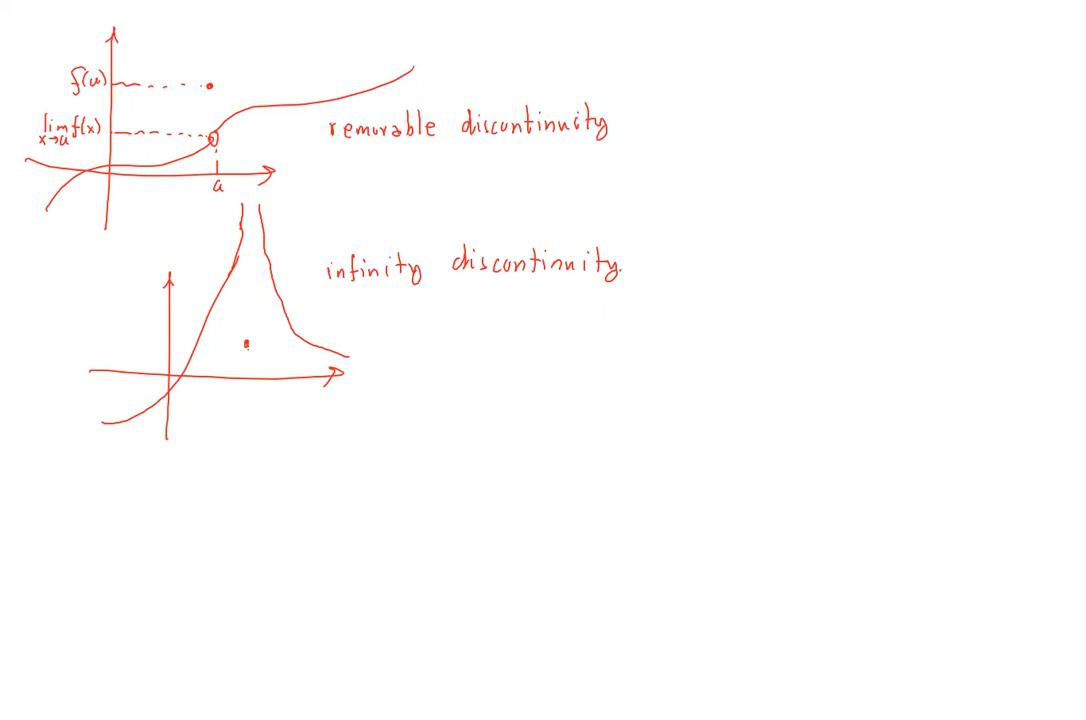 f(a)
lim f(x)
x→a
a
removable discontinuity
infinity discontinuity.